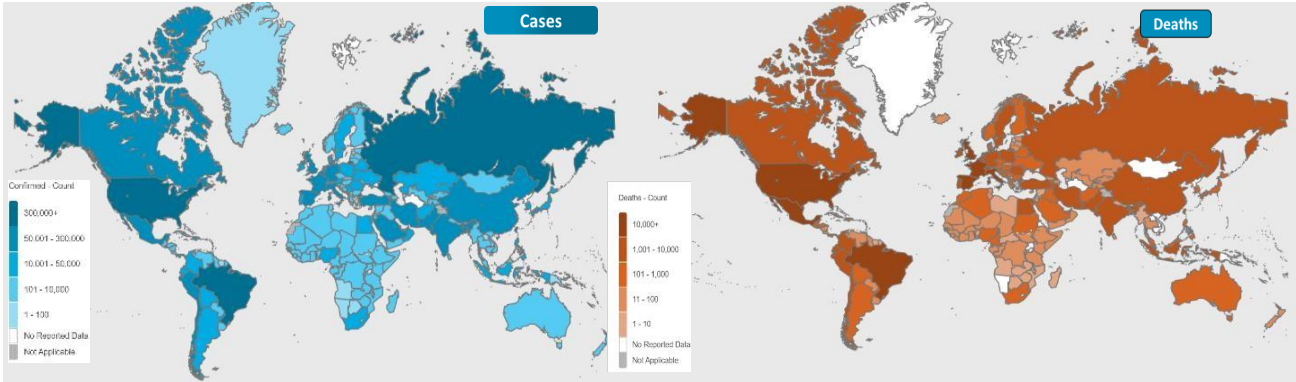 Cases
Confirmed - Count
300,000+
50,001 - 300,000
10,001 - 50,000
101 - 10,000
1 - 100
No Reported Data
Not Applicable
Deaths
Deaths - Count
10,000+
1,001 - 10,000
101 - 1,000
11 - 100
1 - 10
No Reported Data
Not Applicable